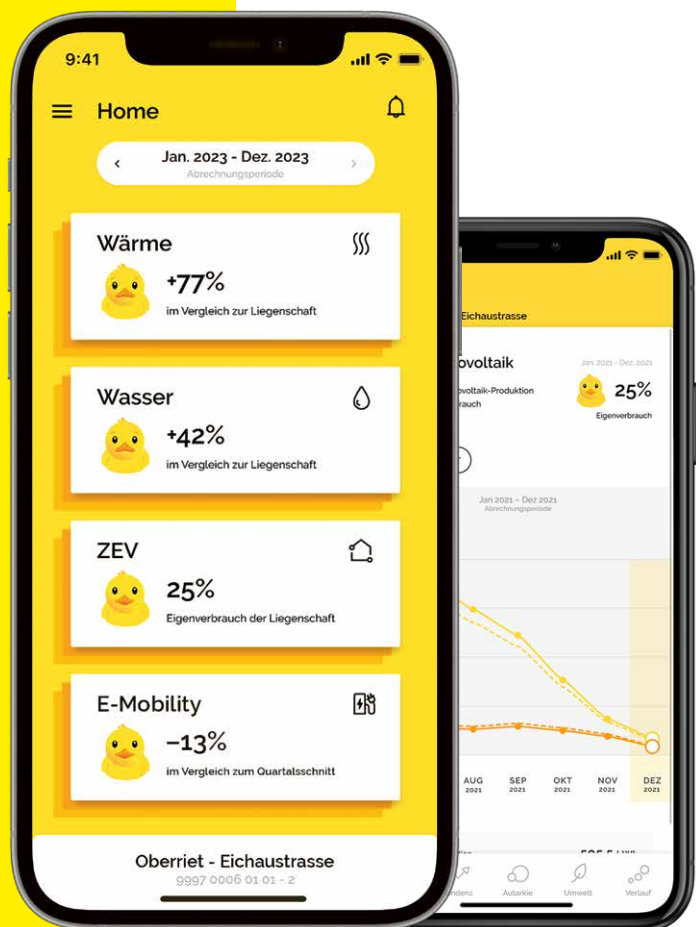 9:41
Home
Jan. 2023 - Dez. 2023
Abrechnungsperiode
Wärme
+77%
im Vergleich zur Liegenschaft
Wasser
+42%
im Vergleich zur Liegenschaft
ZEV
25%
Eigenverbrauch der Liegenschaft
E-Mobility
–13%
im Vergleich zum Quartalsschnitt
Oberriet - Eichaustrasse
9997 0006 01 01 - 2
Eichaustrasse
ovoltaik
Jan. 2021 - Dez. 2021
ovoltaik-Produktion
rauch
25%
Eigenverbrauch
Jan 2021 – Dez 2021
Abrechnungsperiode
AUG SEP OKT NOV DEZ
2021 2021 2021 2021 2021
ndenz Autarkie Umwelt Verlauf